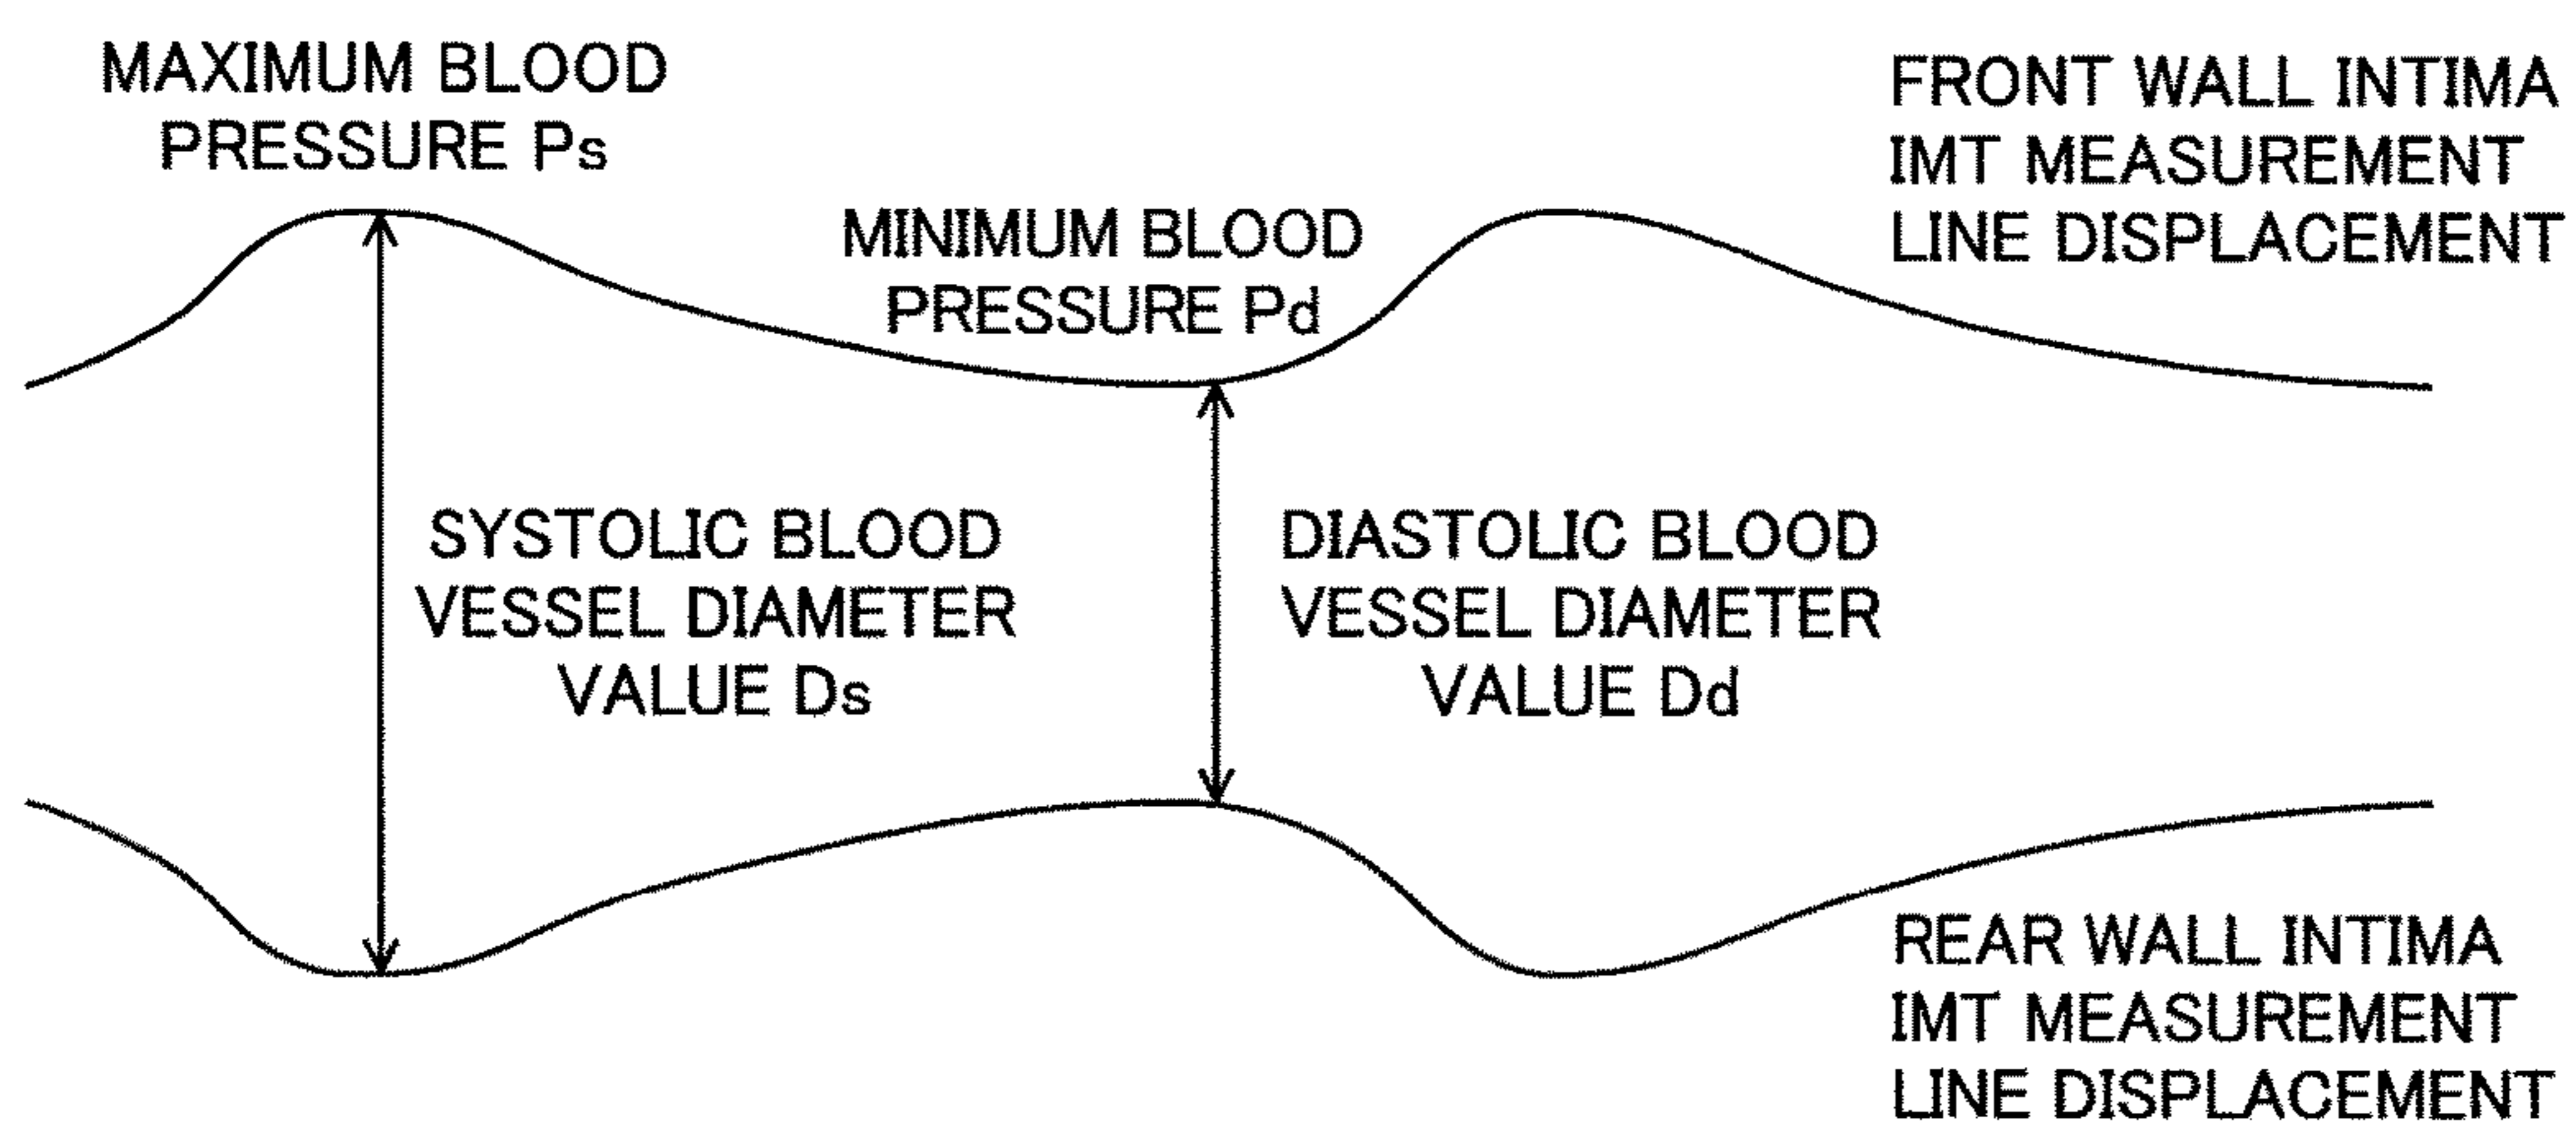 MAXIMUM BLOOD
PRESSURE Ps
MINIMUM BLOOD
PRESSURE Pd
FRONT WALL INTIMA
IMT MEASUREMENT
LINE DISPLACEMENT
SYSTOLIC BLOOD
VESSEL DIAMETER
VALUE Ds
DIASTOLIC BLOOD
VESSEL DIAMETER
VALUE Dd
REAR WALL INTIMA
IMT MEASUREMENT
LINE DISPLACEMENT